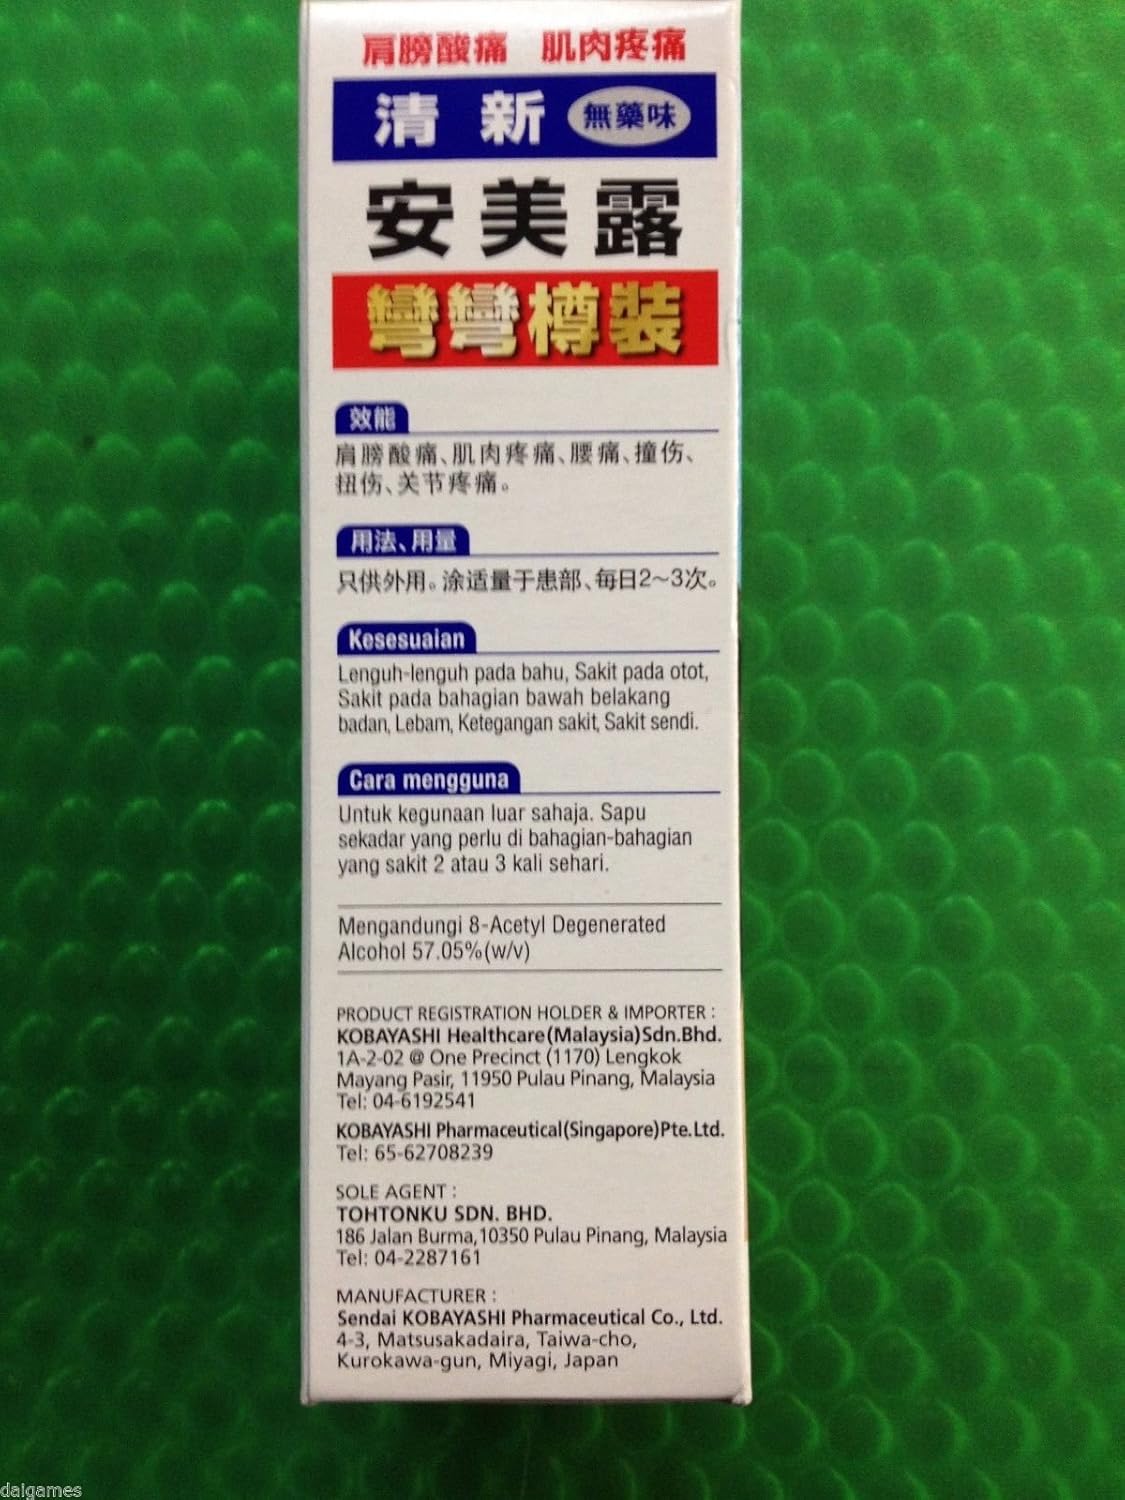 肩膀酸痛 肌肉疼痛
清新 無藥味
安美露
彎彎樽裝
效能
肩膀酸痛、肌肉疼痛、腰痛、撞伤、
扭伤、关节疼痛。
用法、用量
只供外用。涂适量于患部、每日2~3次。
Kesesuaian
Lenguh-lenguh pada bahu, Sakit pada otot,
Sakit pada bahagian bawah belakang
badan, Lebam, Ketegangan sakit, Sakit sendi.
Cara mengguna
Untuk kegunaan luar sahaja. Sapu
sekadar yang perlu di bahagian-bahagian
yang sakit 2 atau 3 kali sehari.
Mengandungi 8-Acetyl Degenerated
Alcohol 57.05%(w/v)
PRODUCT REGISTRATION HOLDER & IMPORTER :
KOBAYASHI Healthcare(Malaysia)Sdn.Bhd.
1A-2-02 @ One Precinct (1170) Lengkok
Mayang Pasir, 11950 Pulau Pinang, Malaysia
Tel: 04-6192541
KOBAYASHI Pharmaceutical(Singapore)Pte.Ltd.
Tel: 65-62708239
SOLE AGENT :
TOHTONKU SDN. BHD.
186 Jalan Burma,10350 Pulau Pinang, Malaysia
Tel: 04-2287161
MANUFACTURER :
Sendai KOBAYASHI Pharmaceutical Co., Ltd.
4-3, Matsusakadaira, Taiwa-cho,
Kurokawa-gun, Miyagi, Japan
dalgames